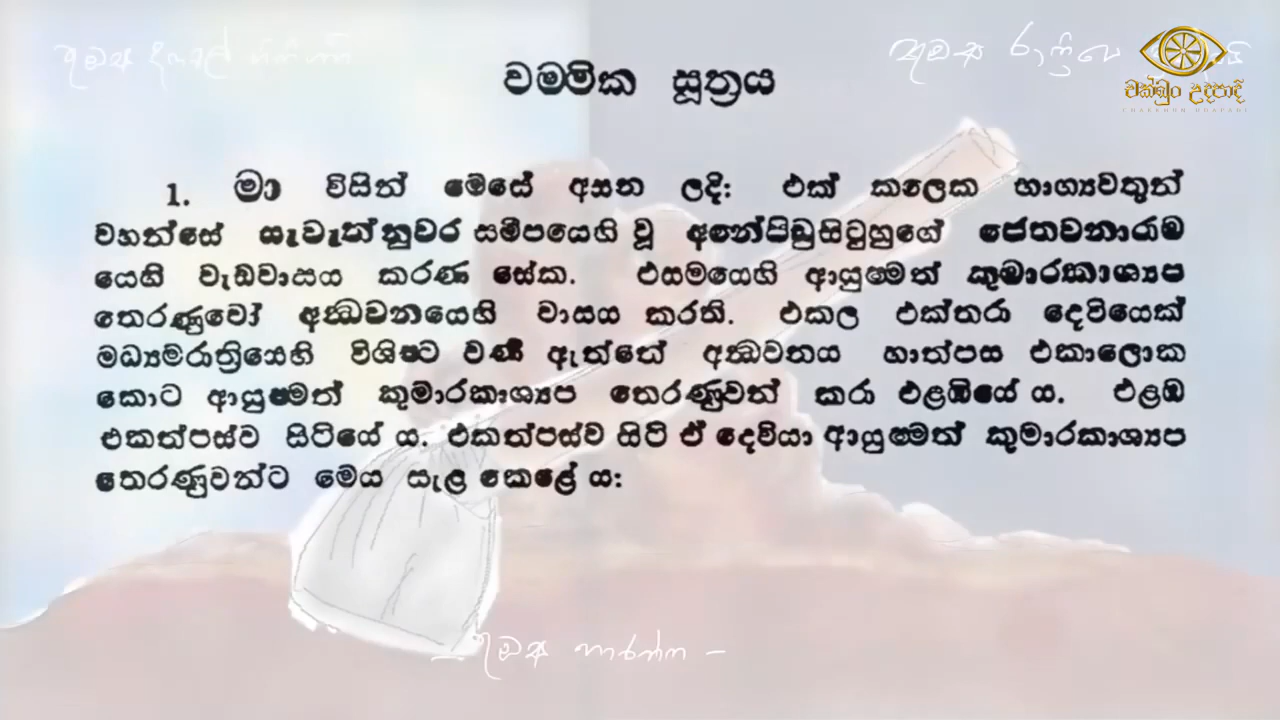 වම්මික සූත්‍රය
චක්ඛුං උදපාදි
CHAKKHUM UDAPADI
1. මා විසින් මෙසේ අසන ලදි: එක් කලෙක භාග්‍යවතුන්
වහන්සේ සැවැත්නුවර සමීපයෙහි වූ අනේපිඬුසිටුහුගේ ජේතවනාරාම
යෙහි වැඩවාසය කරණ සේක. එසමයෙහි ආයුෂ්මත් කුමාරකාශ්‍යප
තෙරණුවෝ අන්‍ධවනයෙහි වාසය කරති. එකල එක්තරා දෙවියෙක්
මධ්‍යමරාත්‍රියෙහි විශිෂ්ට වර්‍ණ ඇත්තේ අන්‍ධවනය හාත්පස එකාලොක
කොට ආයුෂ්මත් කුමාරකාශ්‍යප තෙරණුවන් කරා එළඹියේ ය. එළඹ
එකත්පස්ව සිටියේ ය. එකත්පස්ව සිටි ඒ දෙවියා ආයුෂ්මත් කුමාරකාශ්‍යප
තෙරණුවන්ට මෙය සැළ කෙළේ ය: